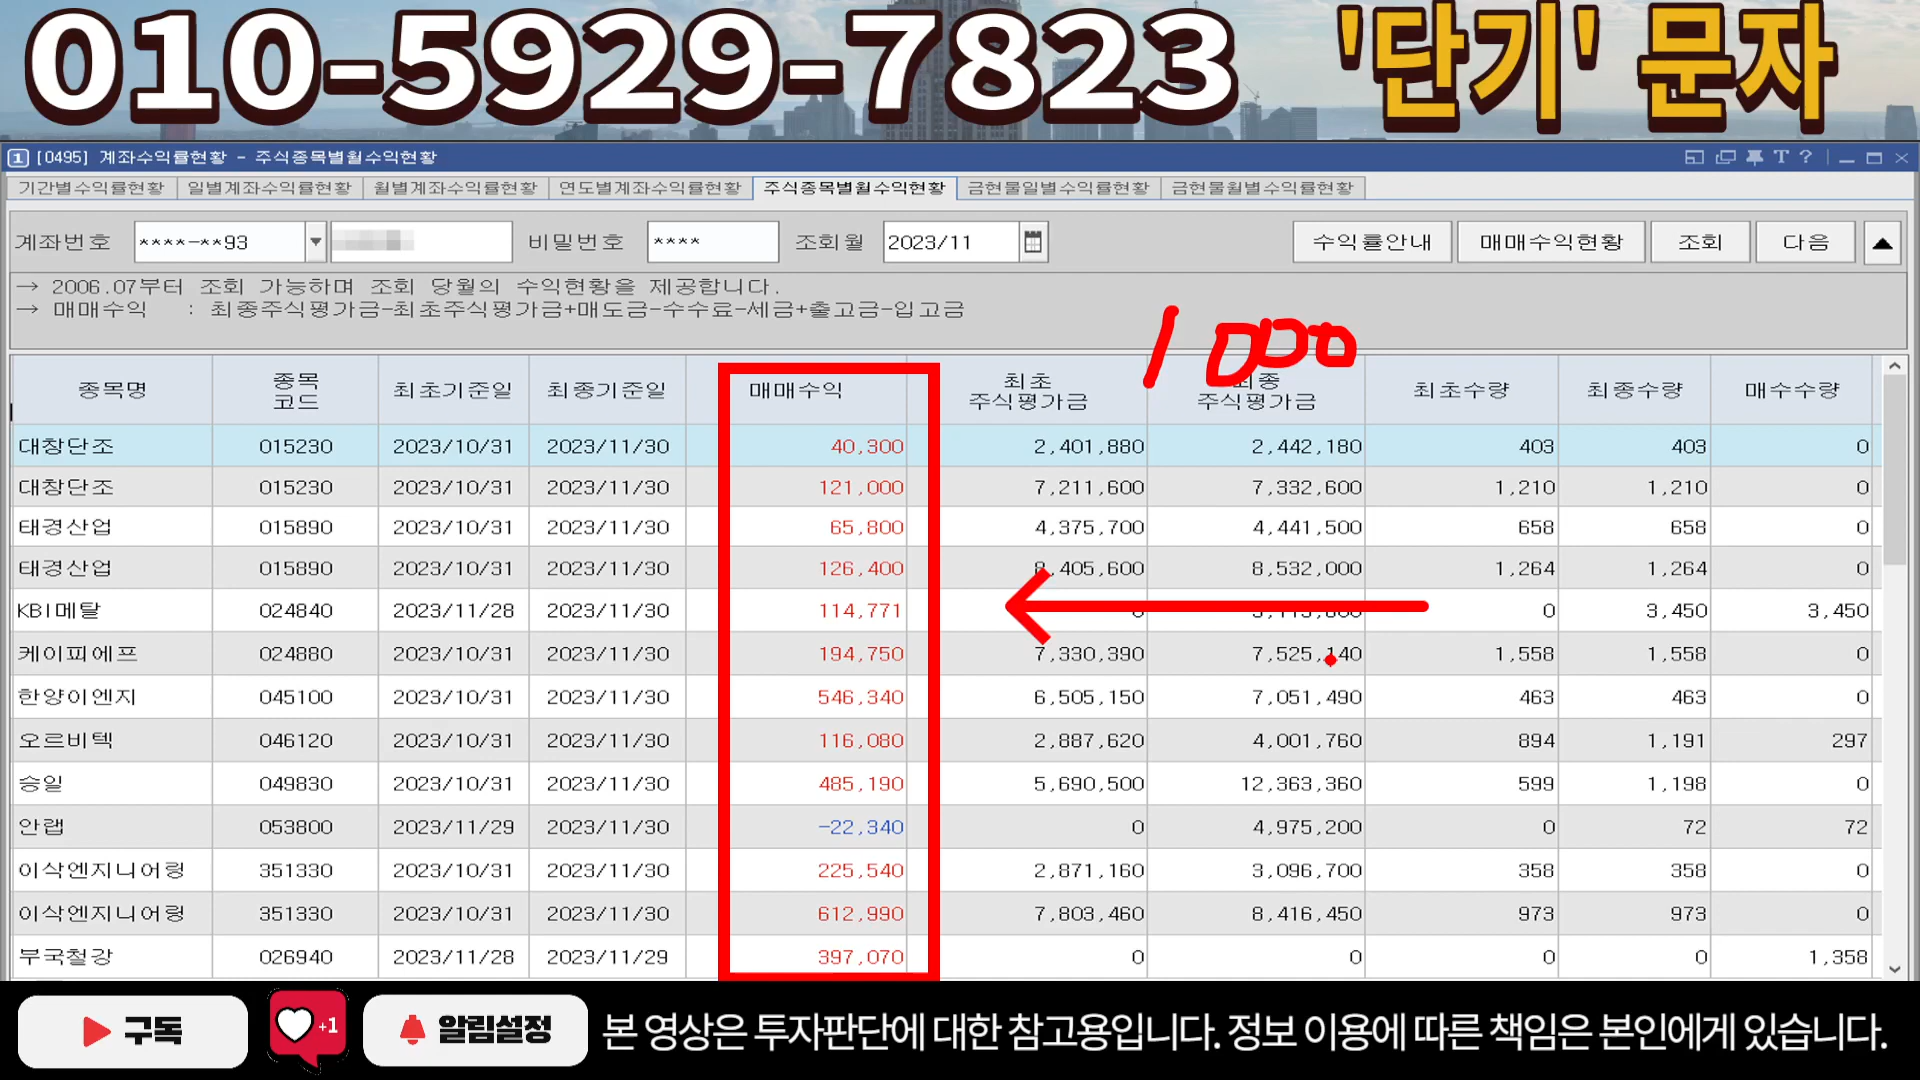 010-5929-7823 '단기' 문자
1 [0495] 계좌수익률현황 - 주식종목별월수익현황
기간별수익률현황 일별계좌수익률현황 월별계좌수익률현황 연도별계좌수익률현황 주식종목별월수익현황 금현물일별수익률현황 금현물월별수익률현황
계좌번호 ****-**93 비밀번호 **** 조회월 2023/11 수익률안내 매매수익현황 조회 다음
→ 2006.07부터 조회 가능하며 조회 당월의 수익현황을 제공합니다.
→ 매매수익 : 최종주식평가금-최초주식평가금+매도금-수수료-세금+출고금-입고금
1000
종목명 종목코드 최초기준일 최종기준일 매매수익 최초주식평가금 최종주식평가금 최초수량 최종수량 매수수량
대창단조 015230 2023/10/31 2023/11/30 40,300 2,401,880 2,442,180 403 403 0
대창단조 015230 2023/10/31 2023/11/30 121,000 7,211,600 7,332,600 1,210 1,210 0
태경산업 015890 2023/10/31 2023/11/30 65,800 4,375,700 4,441,500 658 658 0
태경산업 015890 2023/10/31 2023/11/30 126,400 8,405,600 8,532,000 1,264 1,264 0
KBI메탈 024840 2023/11/28 2023/11/30 114,771 0 3,450 3,450
케이피에프 024880 2023/10/31 2023/11/30 194,750 7,330,390 7,525,140 1,558 1,558 0
한양이엔지 045100 2023/10/31 2023/11/30 546,340 6,505,150 7,051,490 463 463 0
오르비텍 046120 2023/10/31 2023/11/30 116,080 2,887,620 4,001,760 894 1,191 297
승일 049830 2023/10/31 2023/11/30 485,190 5,690,500 12,363,360 599 1,198 0
안랩 053800 2023/11/29 2023/11/30 -22,340 0 4,975,200 0 72 72
이삭엔지니어링 351330 2023/10/31 2023/11/30 225,540 2,871,160 3,096,700 358 358 0
이삭엔지니어링 351330 2023/10/31 2023/11/30 612,990 7,803,460 8,416,450 973 973 0
부국철강 026940 2023/11/28 2023/11/29 397,070 0 0 0 0 1,358
구독 +1 알림설정 본 영상은 투자판단에 대한 참고용입니다. 정보 이용에 따른 책임은 본인에게 있습니다.